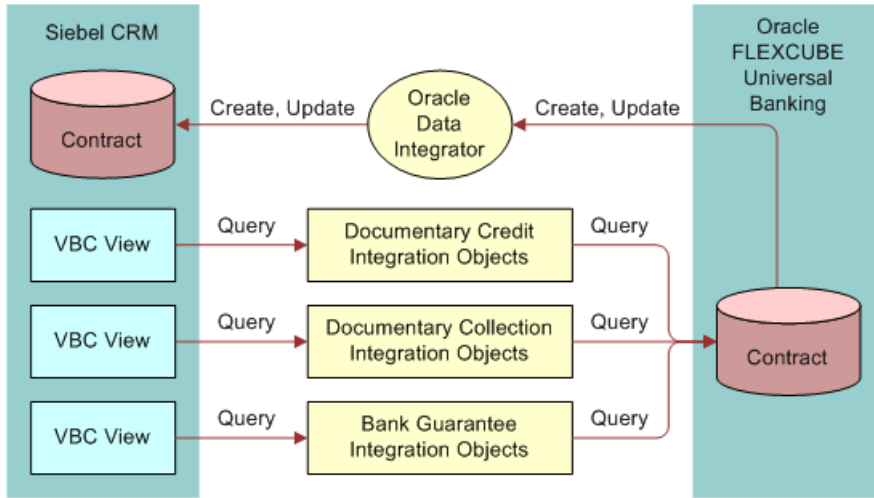 Siebel CRM
Oracle
FLEXCUBE
Universal
Banking
Contract
Create, Update
Oracle
Data
Integrator
Create, Update
VBC View
Query
Documentary Credit
Integration Objects
Query
VBC View
Query
Documentary Collection
Integration Objects
Query
Contract
VBC View
Query
Bank Guarantee
Integration Objects
Query